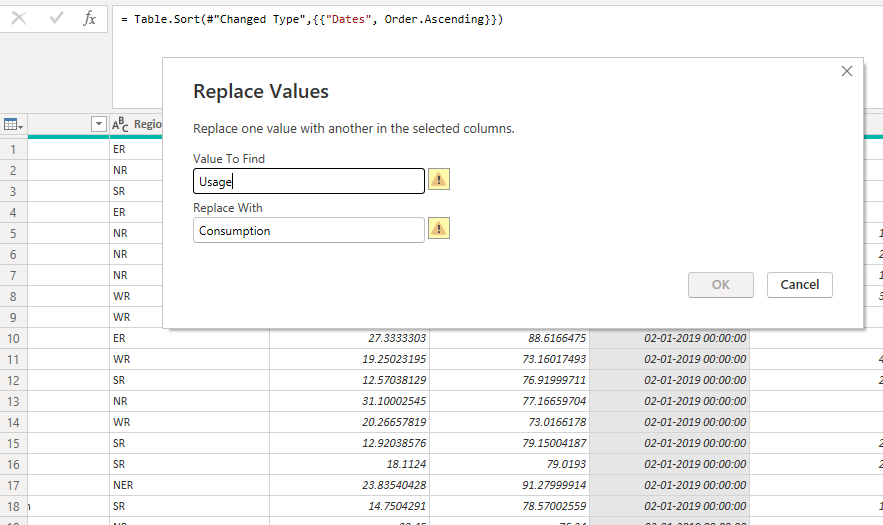 fx = Table.Sort(#"Changed Type",{{"Dates", Order.Ascending}})
Replace Values
Replace one value with another in the selected columns.
Value To Find
Usage
Replace With
Consumption
OK Cancel
ABC Regio
1 ER
2 NR
3 SR
4 ER
5 NR 1
6 NR 2
7 NR 1
8 WR 3
9 WR
10 ER 27.3333303 88.6166475 02-01-2019 00:00:00
11 WR 19.25023195 73.16017493 02-01-2019 00:00:00 4
12 SR 12.57038129 76.91999711 02-01-2019 00:00:00 2
13 NR 31.10002545 77.16659704 02-01-2019 00:00:00
14 WR 20.26657819 73.0166178 02-01-2019 00:00:00
15 SR 12.92038576 79.15004187 02-01-2019 00:00:00 2
16 SR 18.1124 79.0193 02-01-2019 00:00:00 2
17 NER 23.83540428 91.27999914 02-01-2019 00:00:00
18 SR 14.7504291 78.57002559 02-01-2019 00:00:00 1